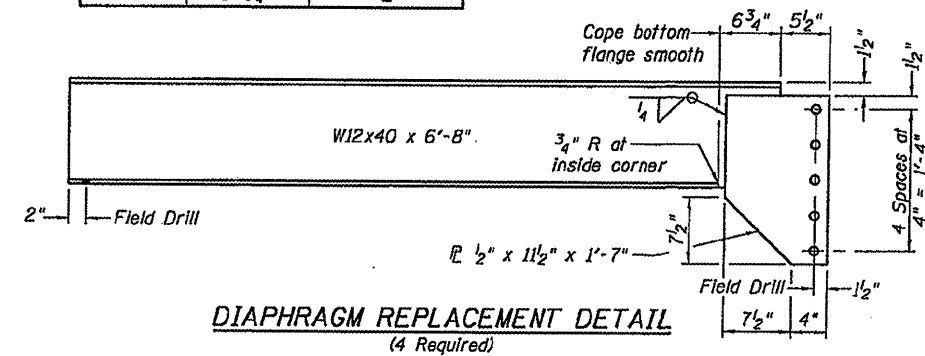 6¾" 5½"
Cope bottom
flange smooth
1½"
1½"
¼
W12x40 x 6'-8"
¾" R at
inside corner
4 Spaces at
4" = 1'-4"
2"
Field Drill
7½"
℄ ½" x 11½" x 1'-7"
Field Drill
1½"
DIAPHRAGM REPLACEMENT DETAIL
(4 Required)
7½" 4"